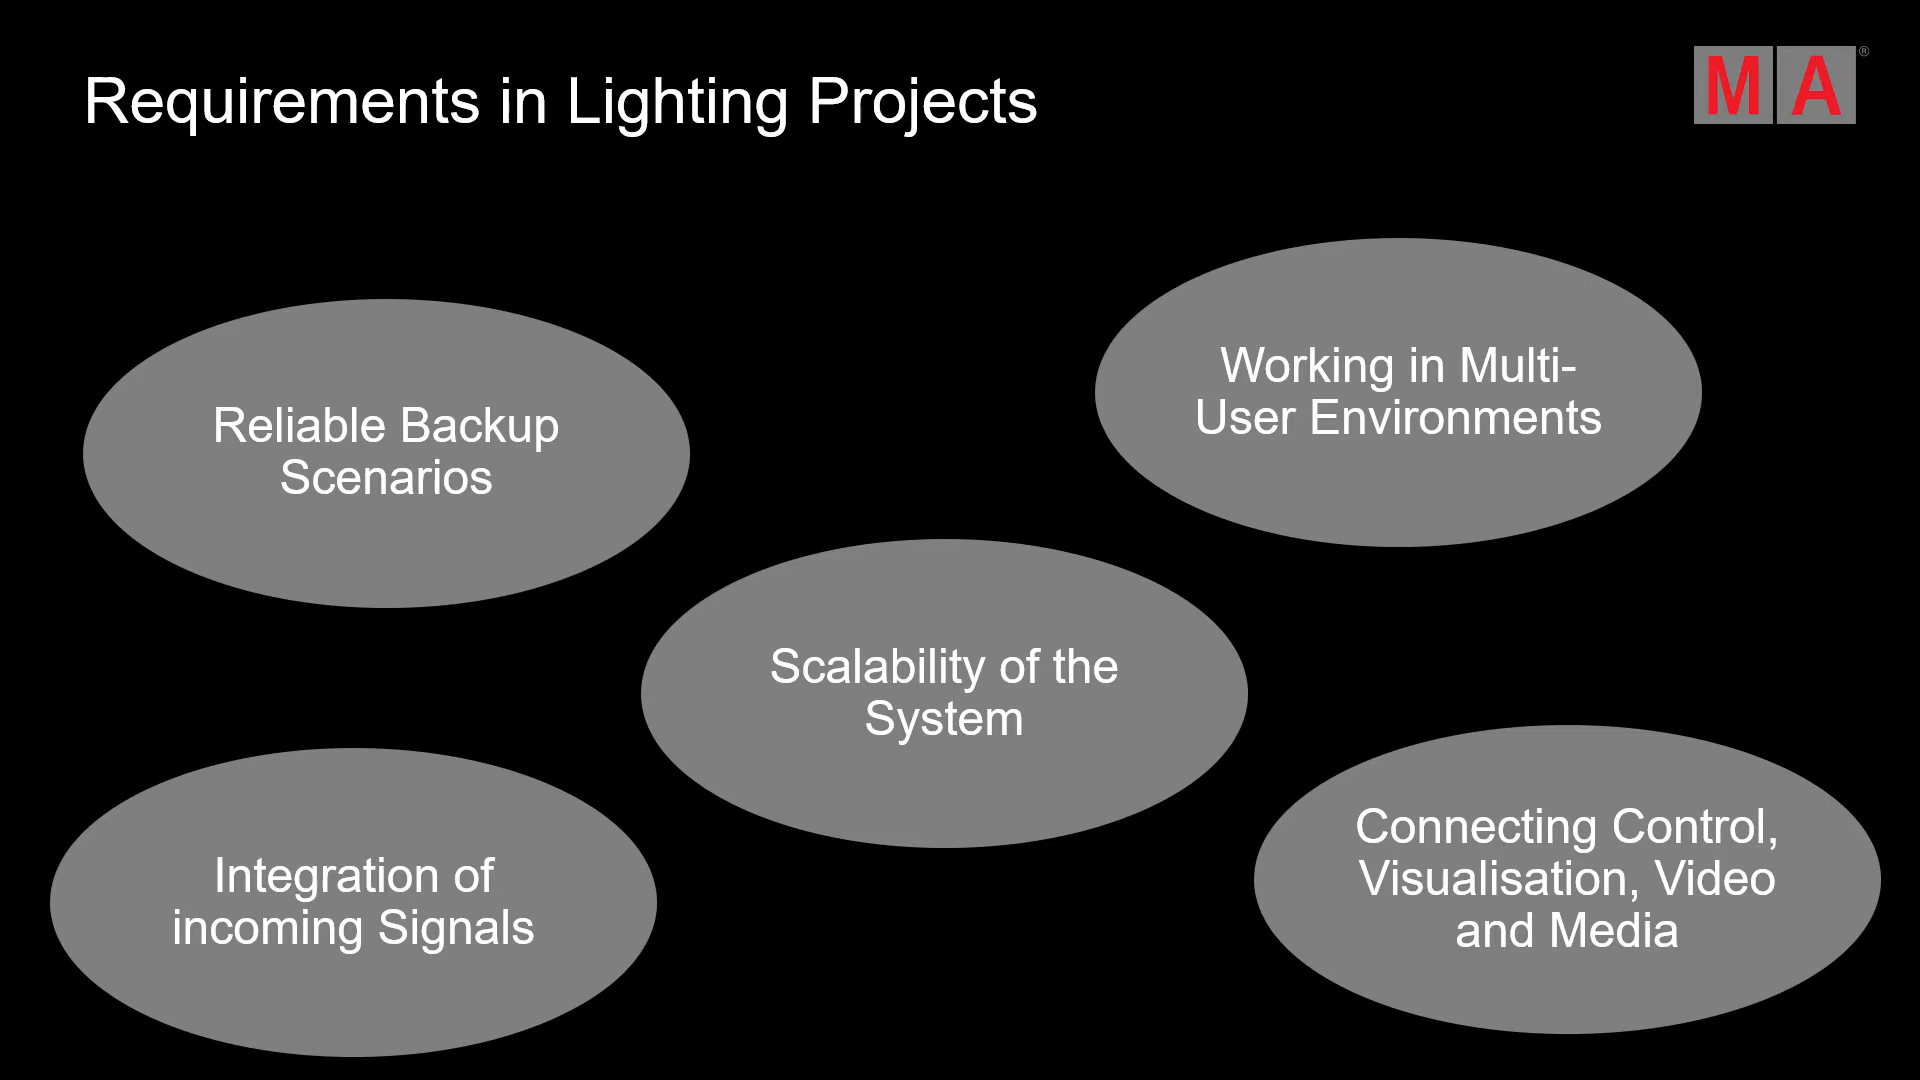 Requirements in Lighting Projects
MA®
Reliable Backup
Scenarios
Working in Multi-
User Environments
Scalability of the
System
Integration of
incoming Signals
Connecting Control,
Visualisation, Video
and Media